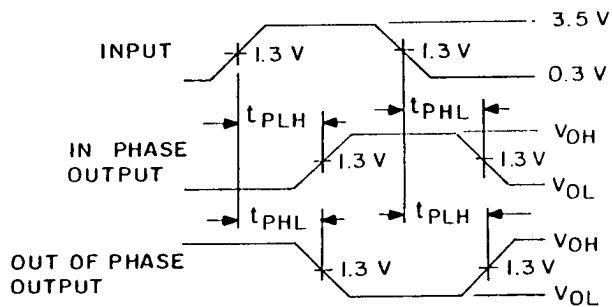 3.5 V
INPUT
1.3 V
1.3 V
0.3 V
tPLH
tPHL
VOH
IN PHASE
OUTPUT
1.3 V
1.3 V
VOL
tPHL
tPLH
VOH
OUT OF PHASE
OUTPUT
1.3 V
1.3 V
VOL